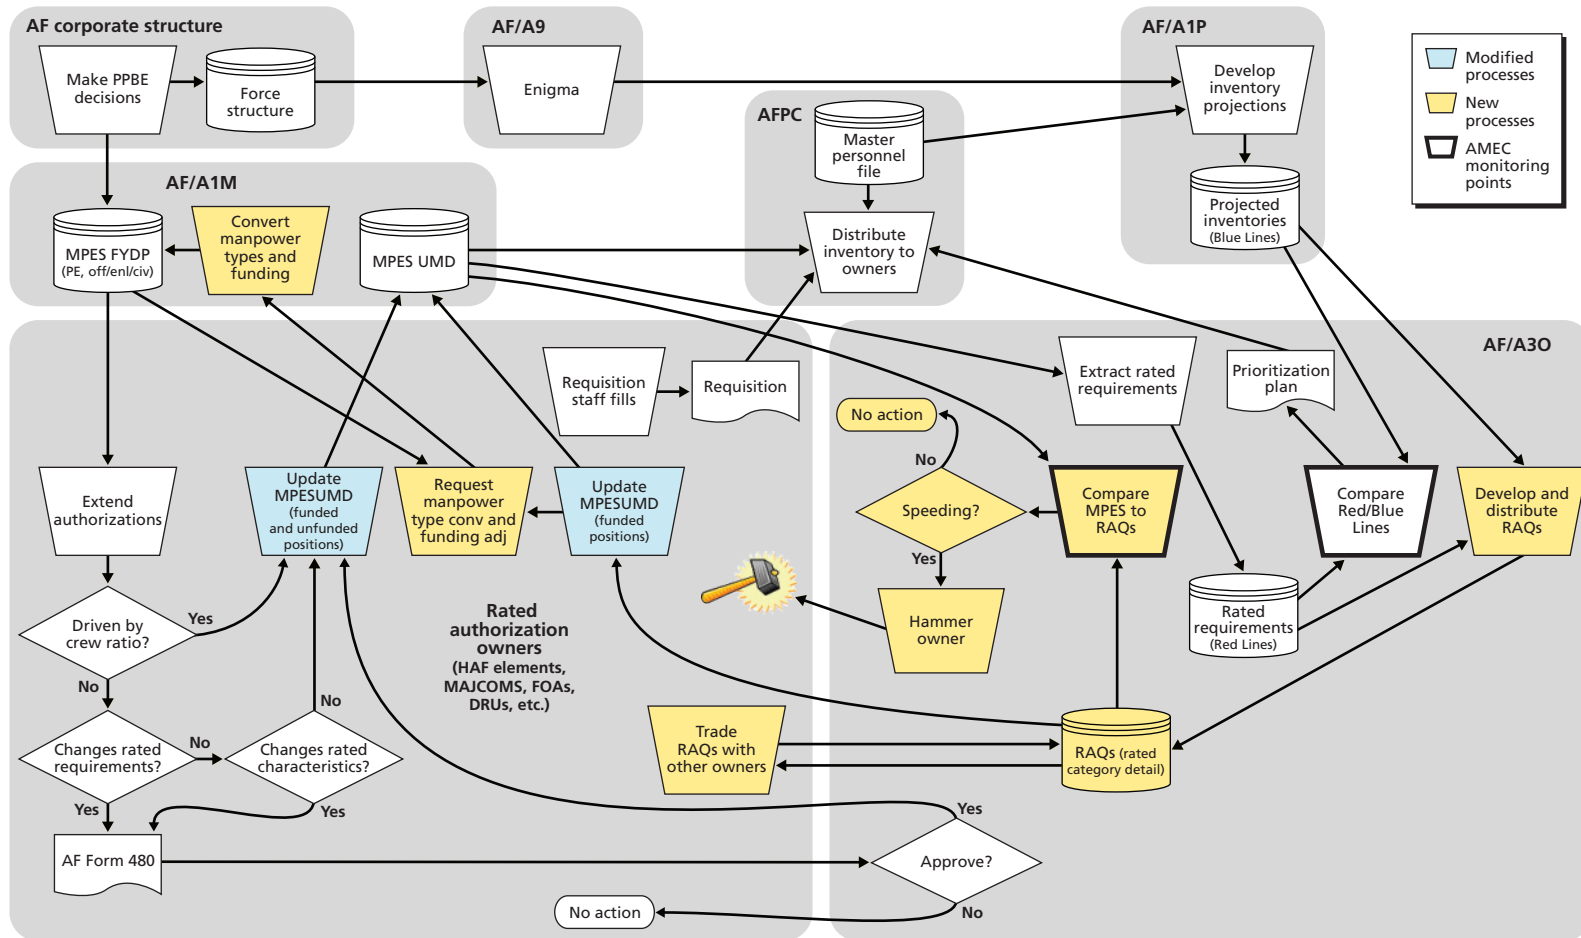 AF corporate structure
Make PPBE
decisions
Force
structure
AF/A9
Enigma
AF/A1P
Develop
inventory
projections
Projected
inventories
(Blue Lines)
Modified
processes
New
processes
AMEC
monitoring
points
AFPC
Master
personnel
file
Distribute
inventory to
owners
AF/A1M
MPES FYDP
(PE, off/enl/civ)
Convert
manpower
types and
funding
MPES UMD
Requisition
staff fills
Requisition
Extend
authorizations
Update
MPESUMD
(funded
and unfunded
positions)
Request
manpower
type conv and
funding adj
Update
MPESUMD
(funded
positions)
Driven by
crew ratio?
Yes
No
Changes rated
requirements?
No
Yes
Changes rated
characteristics?
No
Yes
AF Form 480
Rated
authorization
owners
(HAF elements,
MAJCOMS, FOAs,
DRUs, etc.)
Trade
RAQs with
other owners
No action
AF/A3O
Extract rated
requirements
Prioritization
plan
No action
No
Speeding?
Yes
Hammer
owner
Compare
MPES to
RAQs
Compare
Red/Blue
Lines
Develop and
distribute
RAQs
Rated
requirements
(Red Lines)
RAQs (rated
category detail)
Yes
Approve?
No